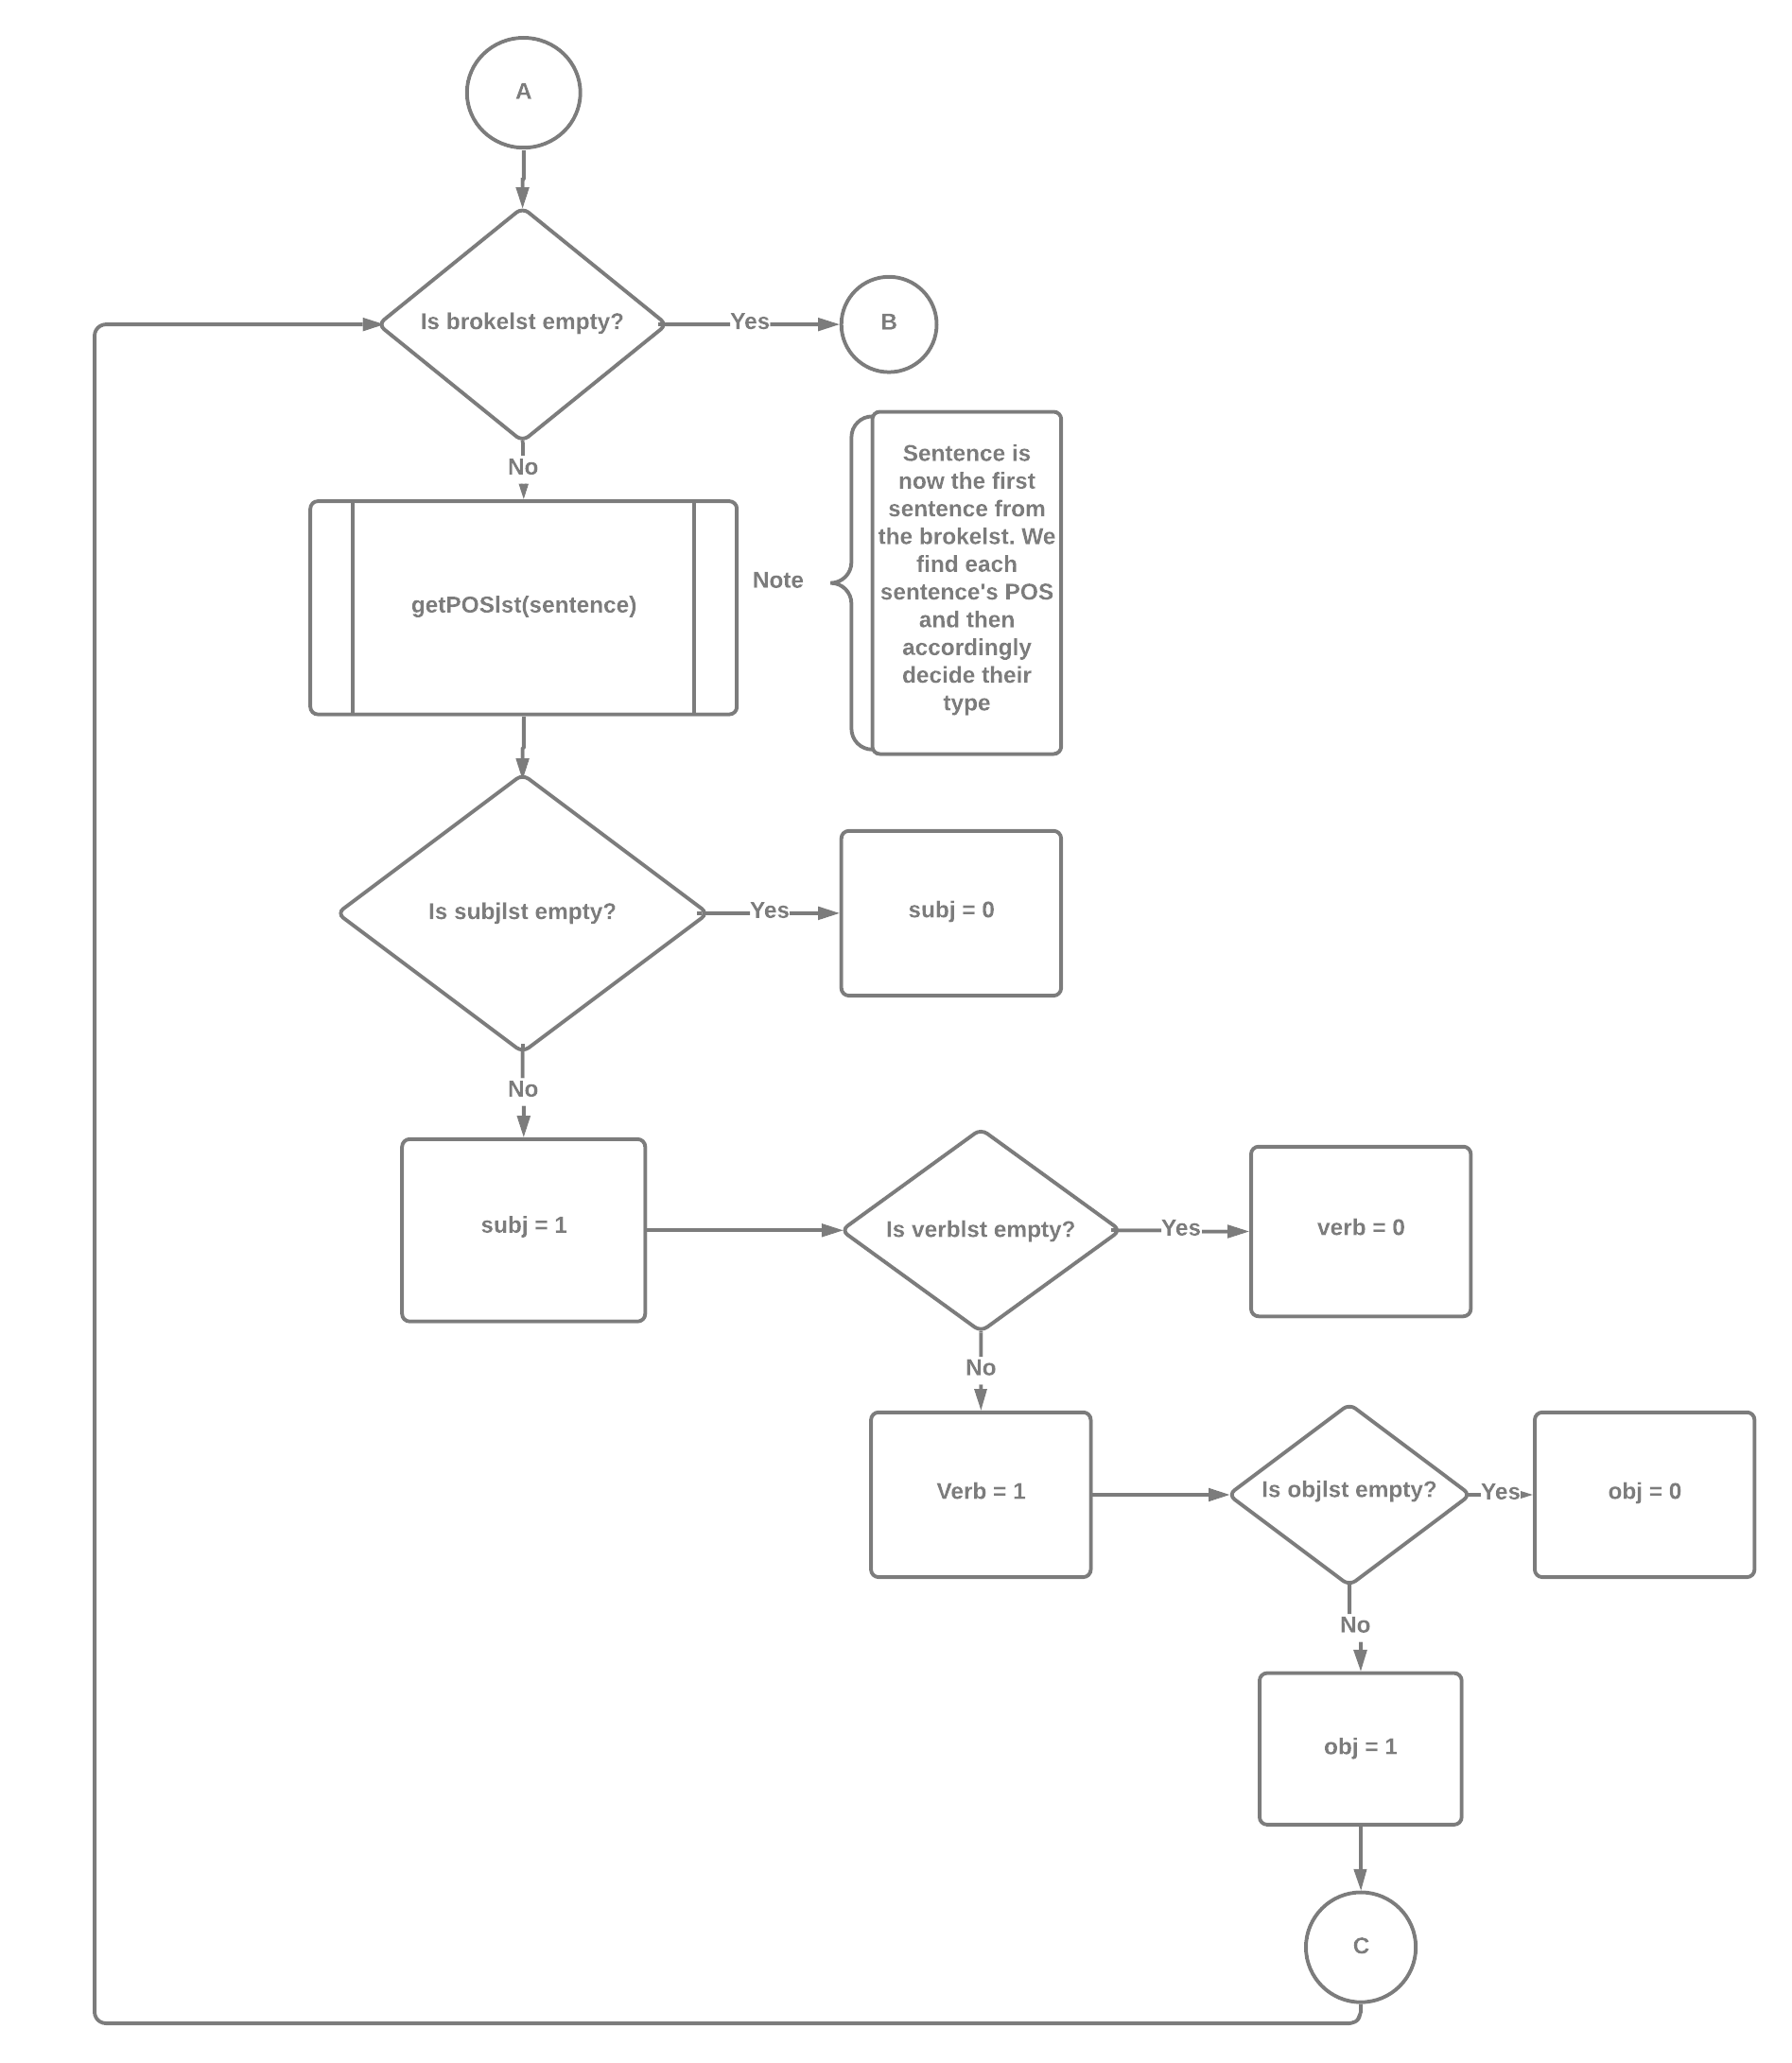 A
Is brokelst empty?
Yes
B
No
getPOSlst(sentence)
Note
Sentence is
now the first
sentence from
the brokelst. We
find each
sentence's POS
and then
accordingly
decide their
type
Is subjlst empty?
Yes
subj = 0
No
subj = 1
Is verblst empty?
Yes
verb = 0
No
Verb = 1
Is objlst empty?
Yes
obj = 0
No
obj = 1
C